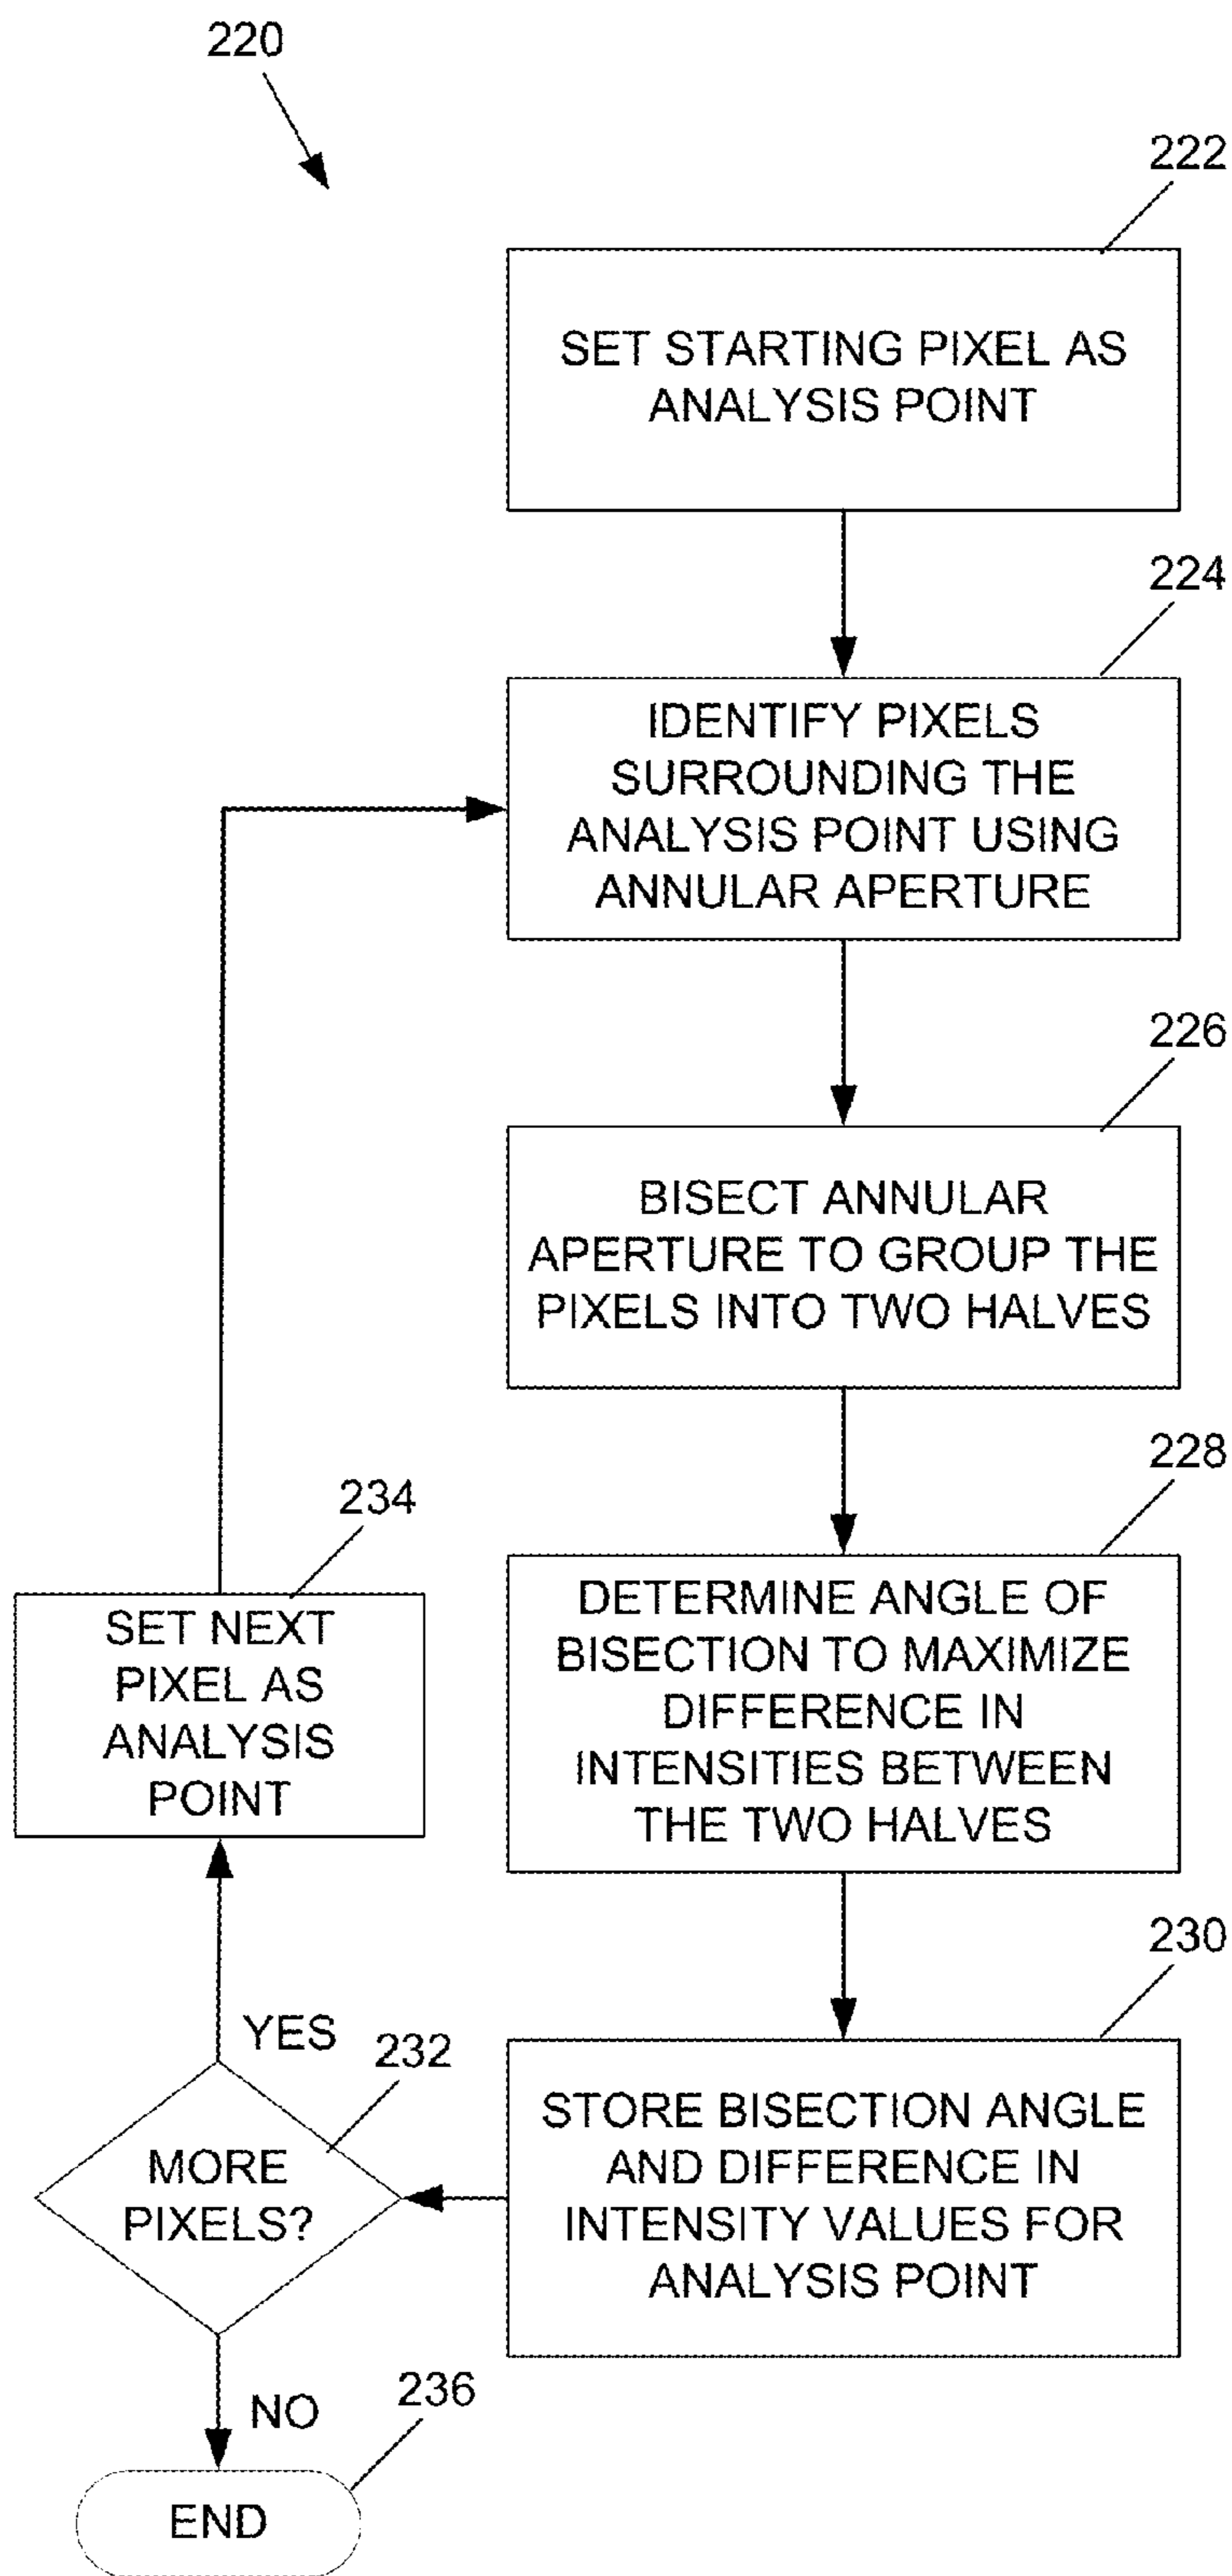 220
222
SET STARTING PIXEL AS
ANALYSIS POINT
224
IDENTIFY PIXELS
SURROUNDING THE
ANALYSIS POINT USING
ANNULAR APERTURE
226
BISECT ANNULAR
APERTURE TO GROUP THE
PIXELS INTO TWO HALVES
228
DETERMINE ANGLE OF
BISECTION TO MAXIMIZE
DIFFERENCE IN
INTENSITIES BETWEEN
THE TWO HALVES
230
STORE BISECTION ANGLE
AND DIFFERENCE IN
INTENSITY VALUES FOR
ANALYSIS POINT
232
MORE
PIXELS?
YES
234
SET NEXT
PIXEL AS
ANALYSIS
POINT
NO
236
END